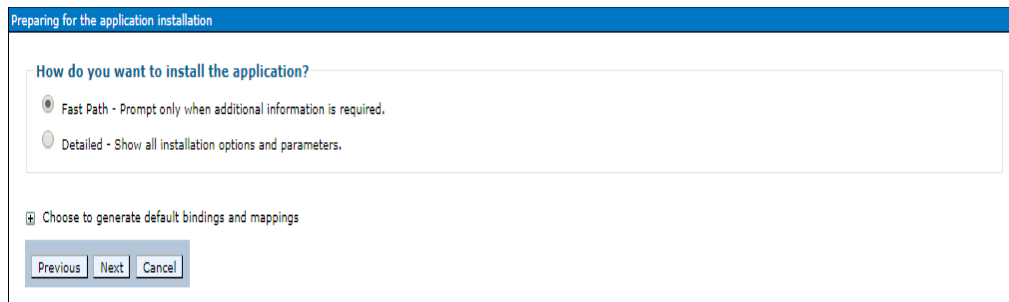 Preparing for the application installation
How do you want to install the application?
Fast Path - Prompt only when additional information is required.
Detailed - Show all installation options and parameters.
Choose to generate default bindings and mappings
Previous Next Cancel